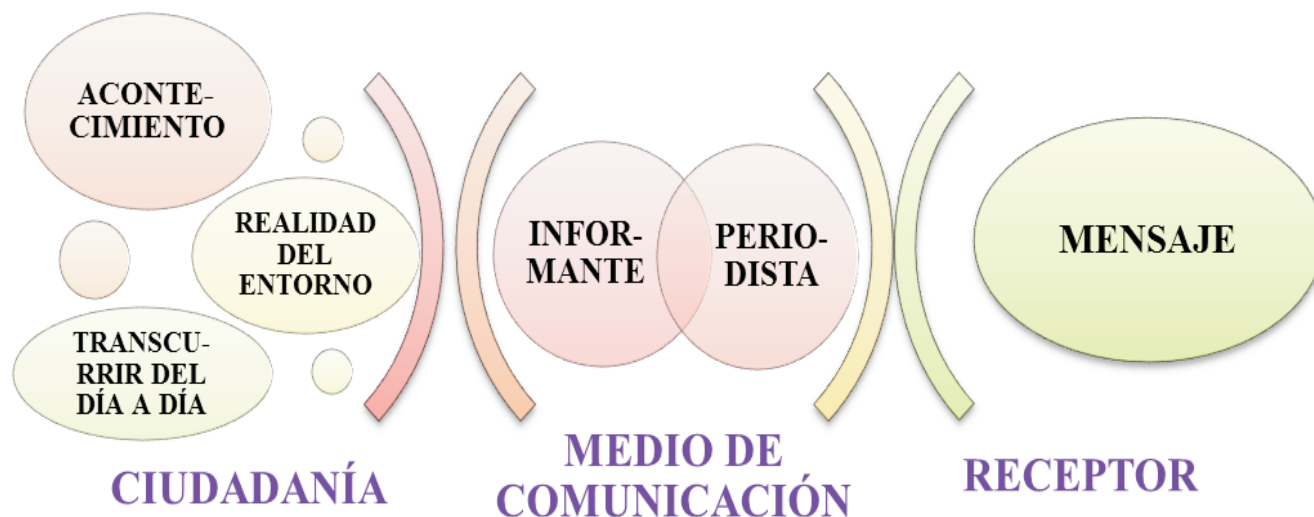 ACONTE-
CIMIENTO
REALIDAD
DEL
ENTORNO
TRANSCU-
RRIR DEL
DÍA A DÍA
CIUDADANÍA
INFOR-
MANTE
PERIO-
DISTA
MEDIO DE
COMUNICACIÓN
MENSAJE
RECEPTOR